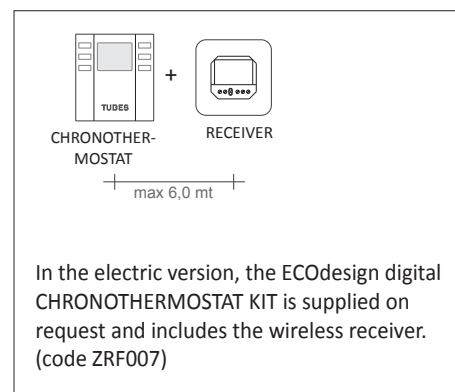 TUBES
+
CHRONOTHER-
MOSTAT
RECEIVER
max 6,0 mt
In the electric version, the ECOdesign digital
CHRONOTHERMOSTAT KIT is supplied on
request and includes the wireless receiver.
(code ZRF007)